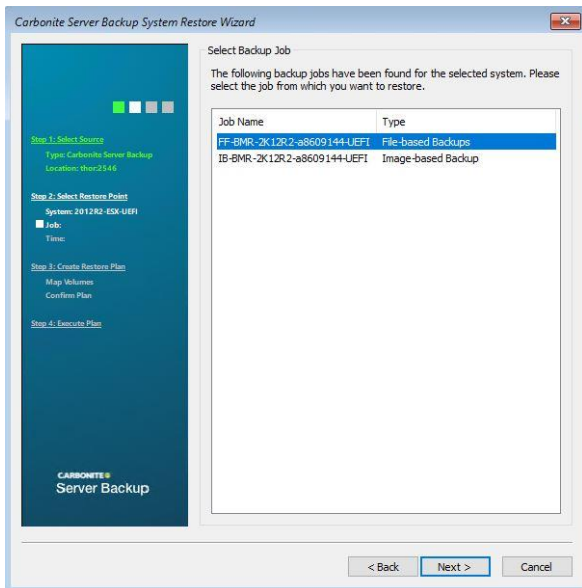 Carbonite Server Backup System Restore Wizard
Step 1: Select Source
Type: Carbonite Server Backup
Location: thor:2546
Step 2: Select Restore Point
System: 2012R2-ESX-UEFI
Job:
Time:
Step 3: Create Restore Plan
Map Volumes
Confirm Plan
Step 4: Execute Plan
CARBONITE
Server Backup
Select Backup Job
The following backup jobs have been found for the selected system. Please
select the job from which you want to restore.
Job Name Type
FF-BMR-2K12R2-a8609144-UEFI File-based Backups
IB-BMR-2K12R2-a8609144-UEFI Image-based Backup
< Back Next > Cancel